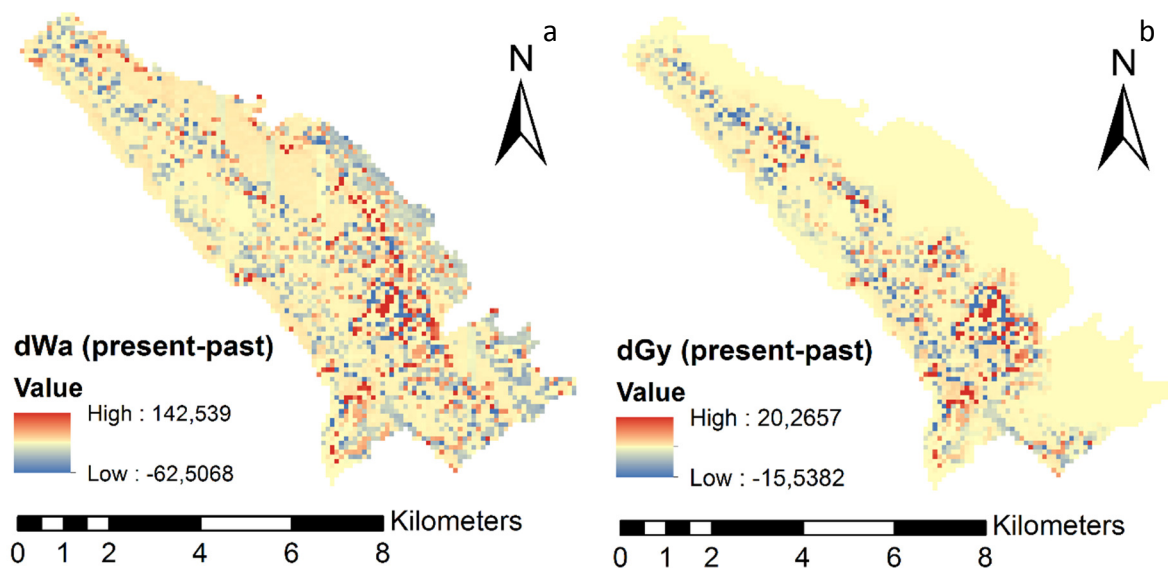 a
N
dWa (present-past)
Value
High : 142,539
Low : -62,5068
Kilometers
0 1 2 4 6 8
b
N
dGy (present-past)
Value
High : 20,2657
Low : -15,5382
Kilometers
0 1 2 4 6 8